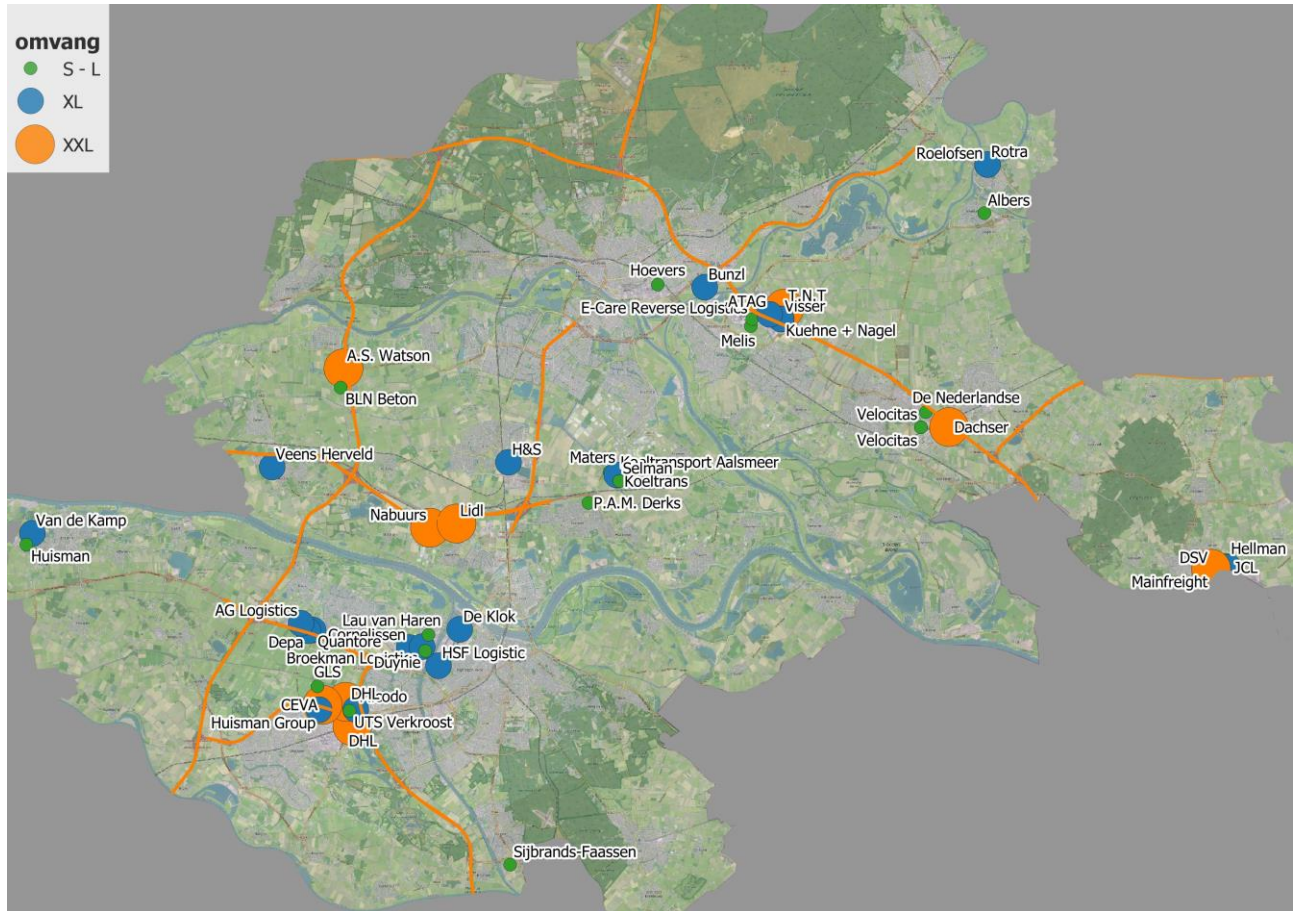 omvang
S - L
XL
XXL
Roelofsen
Rotra
Albers
Hoevers
Bunzl
E-Care Reverse Logistics
ATAG
T.N.T
Visser
Melis
Kuehne + Nagel
A.S. Watson
BLN Beton
De Nederlandse
Velocitas
Velocitas
Dachser
Veens Herveld
H&S
Maters
Koeltransport Aalsmeer
Selman
Koeltrans
P.A.M. Derks
Nabuurs
Lidl
Van de Kamp
Huisman
DSV
Hellman
JCL
Mainfreight
AG Logistics
Lau van Haren
De Klok
Cornelissen
Depa
Quantore
Broekman Logistics
Duynie
HSF Logistic
GLS
DHL
CEVA
Huisman Group
UTS Verkroost
DHL
Sijbrands-Faassen